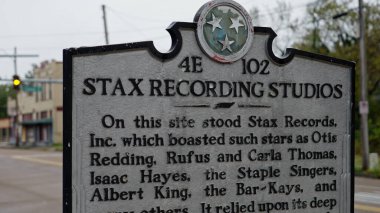 4E 102
STAX RECORDING STUDIOS
On this site stood Stax Records,
Inc. which boasted such stars as Otis
Redding, Rufus and Carla Thomas,
Isaac Hayes, the Staple Singers,
Albert King, the Bar-Kays, and
many others. It relied upon its deep